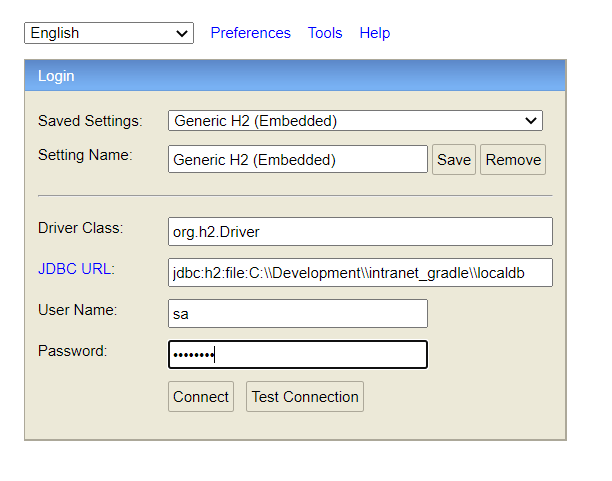 English Preferences Tools Help
Login
Saved Settings: Generic H2 (Embedded)
Setting Name: Generic H2 (Embedded) Save Remove
Driver Class: org.h2.Driver
JDBC URL: jdbc:h2:file:C:\\Development\\intranet_gradle\\localdb
User Name: sa
Password: ••••••••
Connect Test Connection